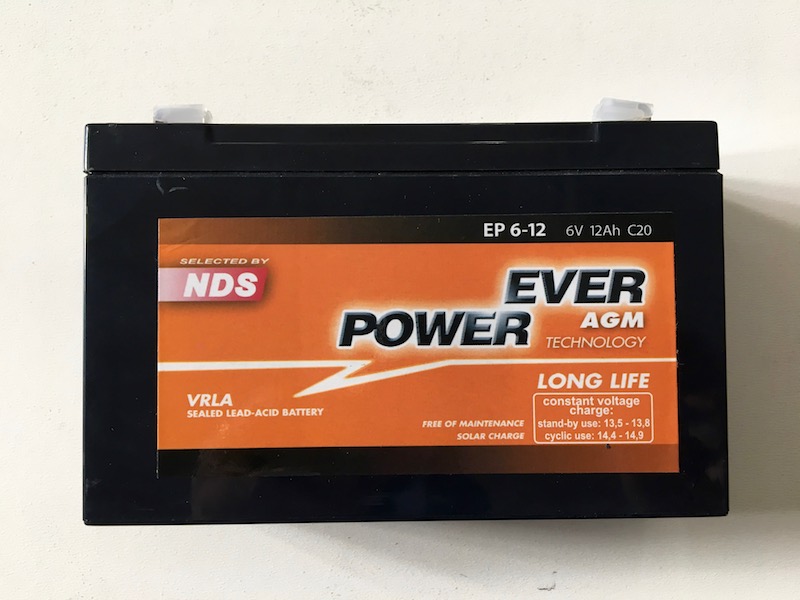 EP 6-12 6V 12Ah C20
SELECTED BY
NDS
EVER
POWER
AGM
TECHNOLOGY
VRLA
SEALED LEAD-ACID BATTERY
FREE OF MAINTENANCE
SOLAR CHARGE
LONG LIFE
constant voltage
charge:
stand-by use: 13,5 - 13,8
cyclic use: 14,4 - 14,9